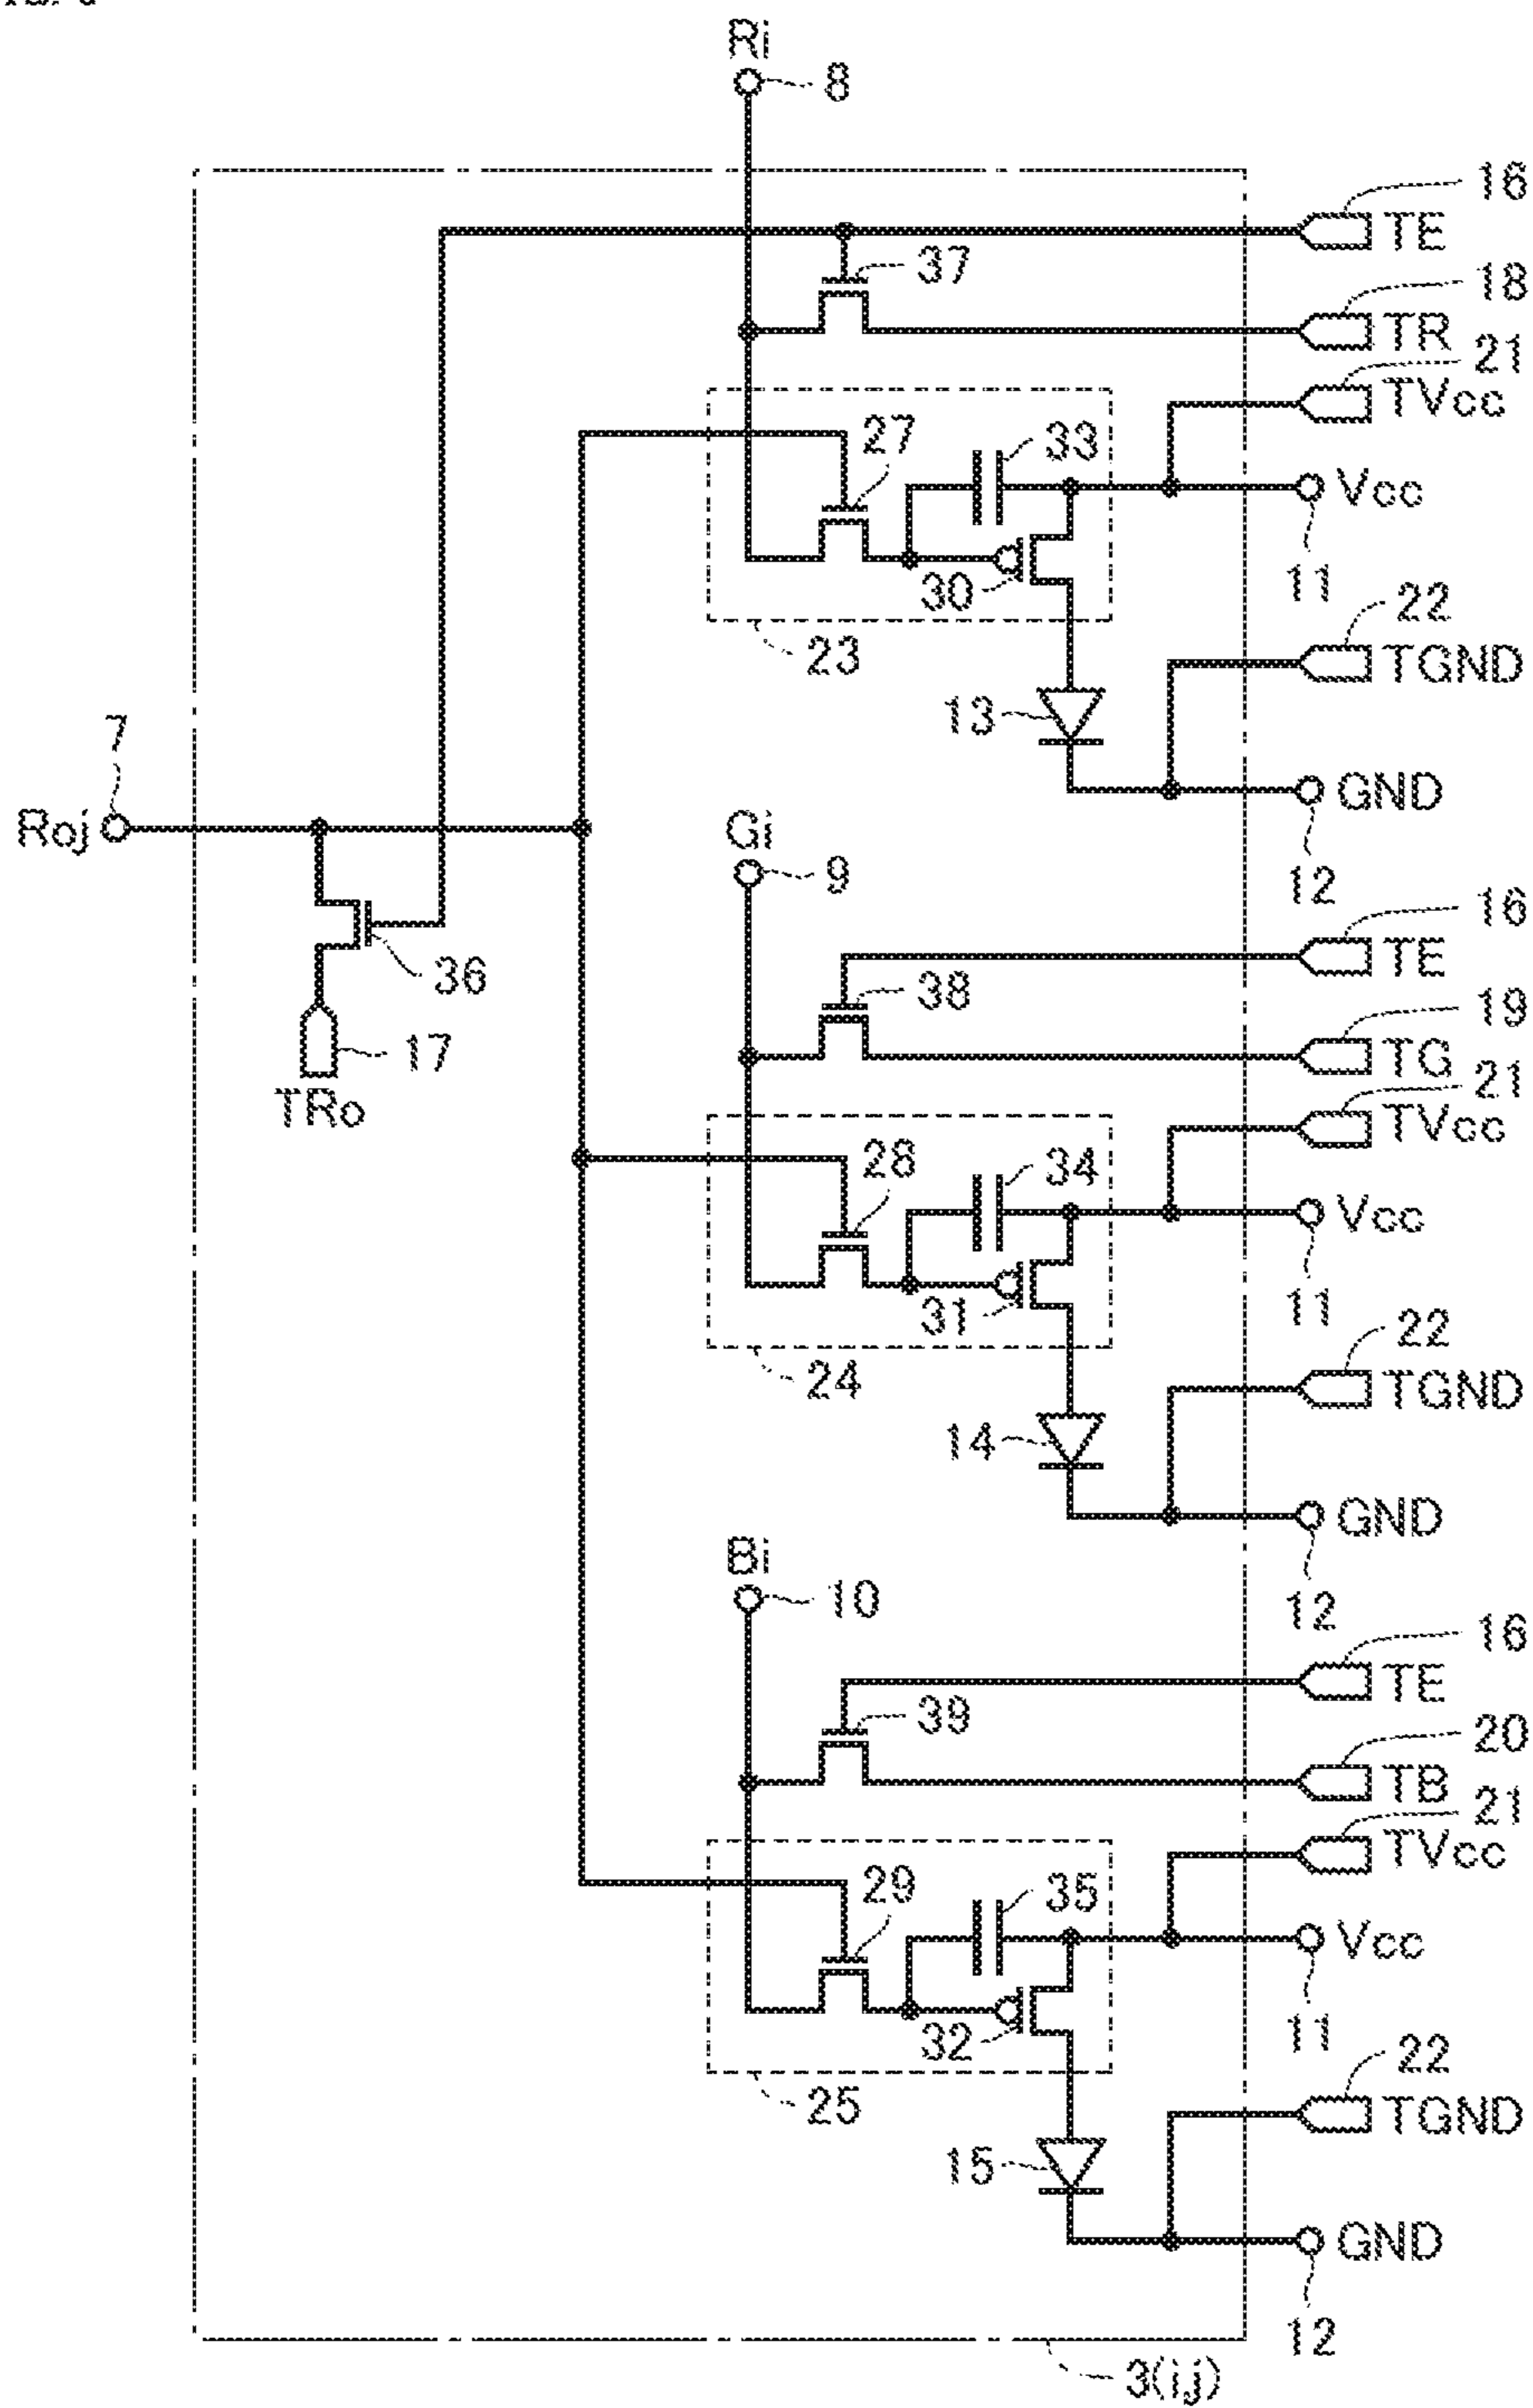 Ri
8
16
TE
37
18
TR
21
TVcc
27
33
Vcc
11
30
23
22
TGND
13
7
Roj
GND
12
Gi
9
16
TE
36
38
19
TG
17
TRo
21
TVcc
28
34
Vcc
11
31
24
22
TGND
14
GND
12
Bi
10
16
TE
39
20
TB
21
TVcc
29
35
Vcc
11
32
25
22
TGND
15
GND
12
3(ij)